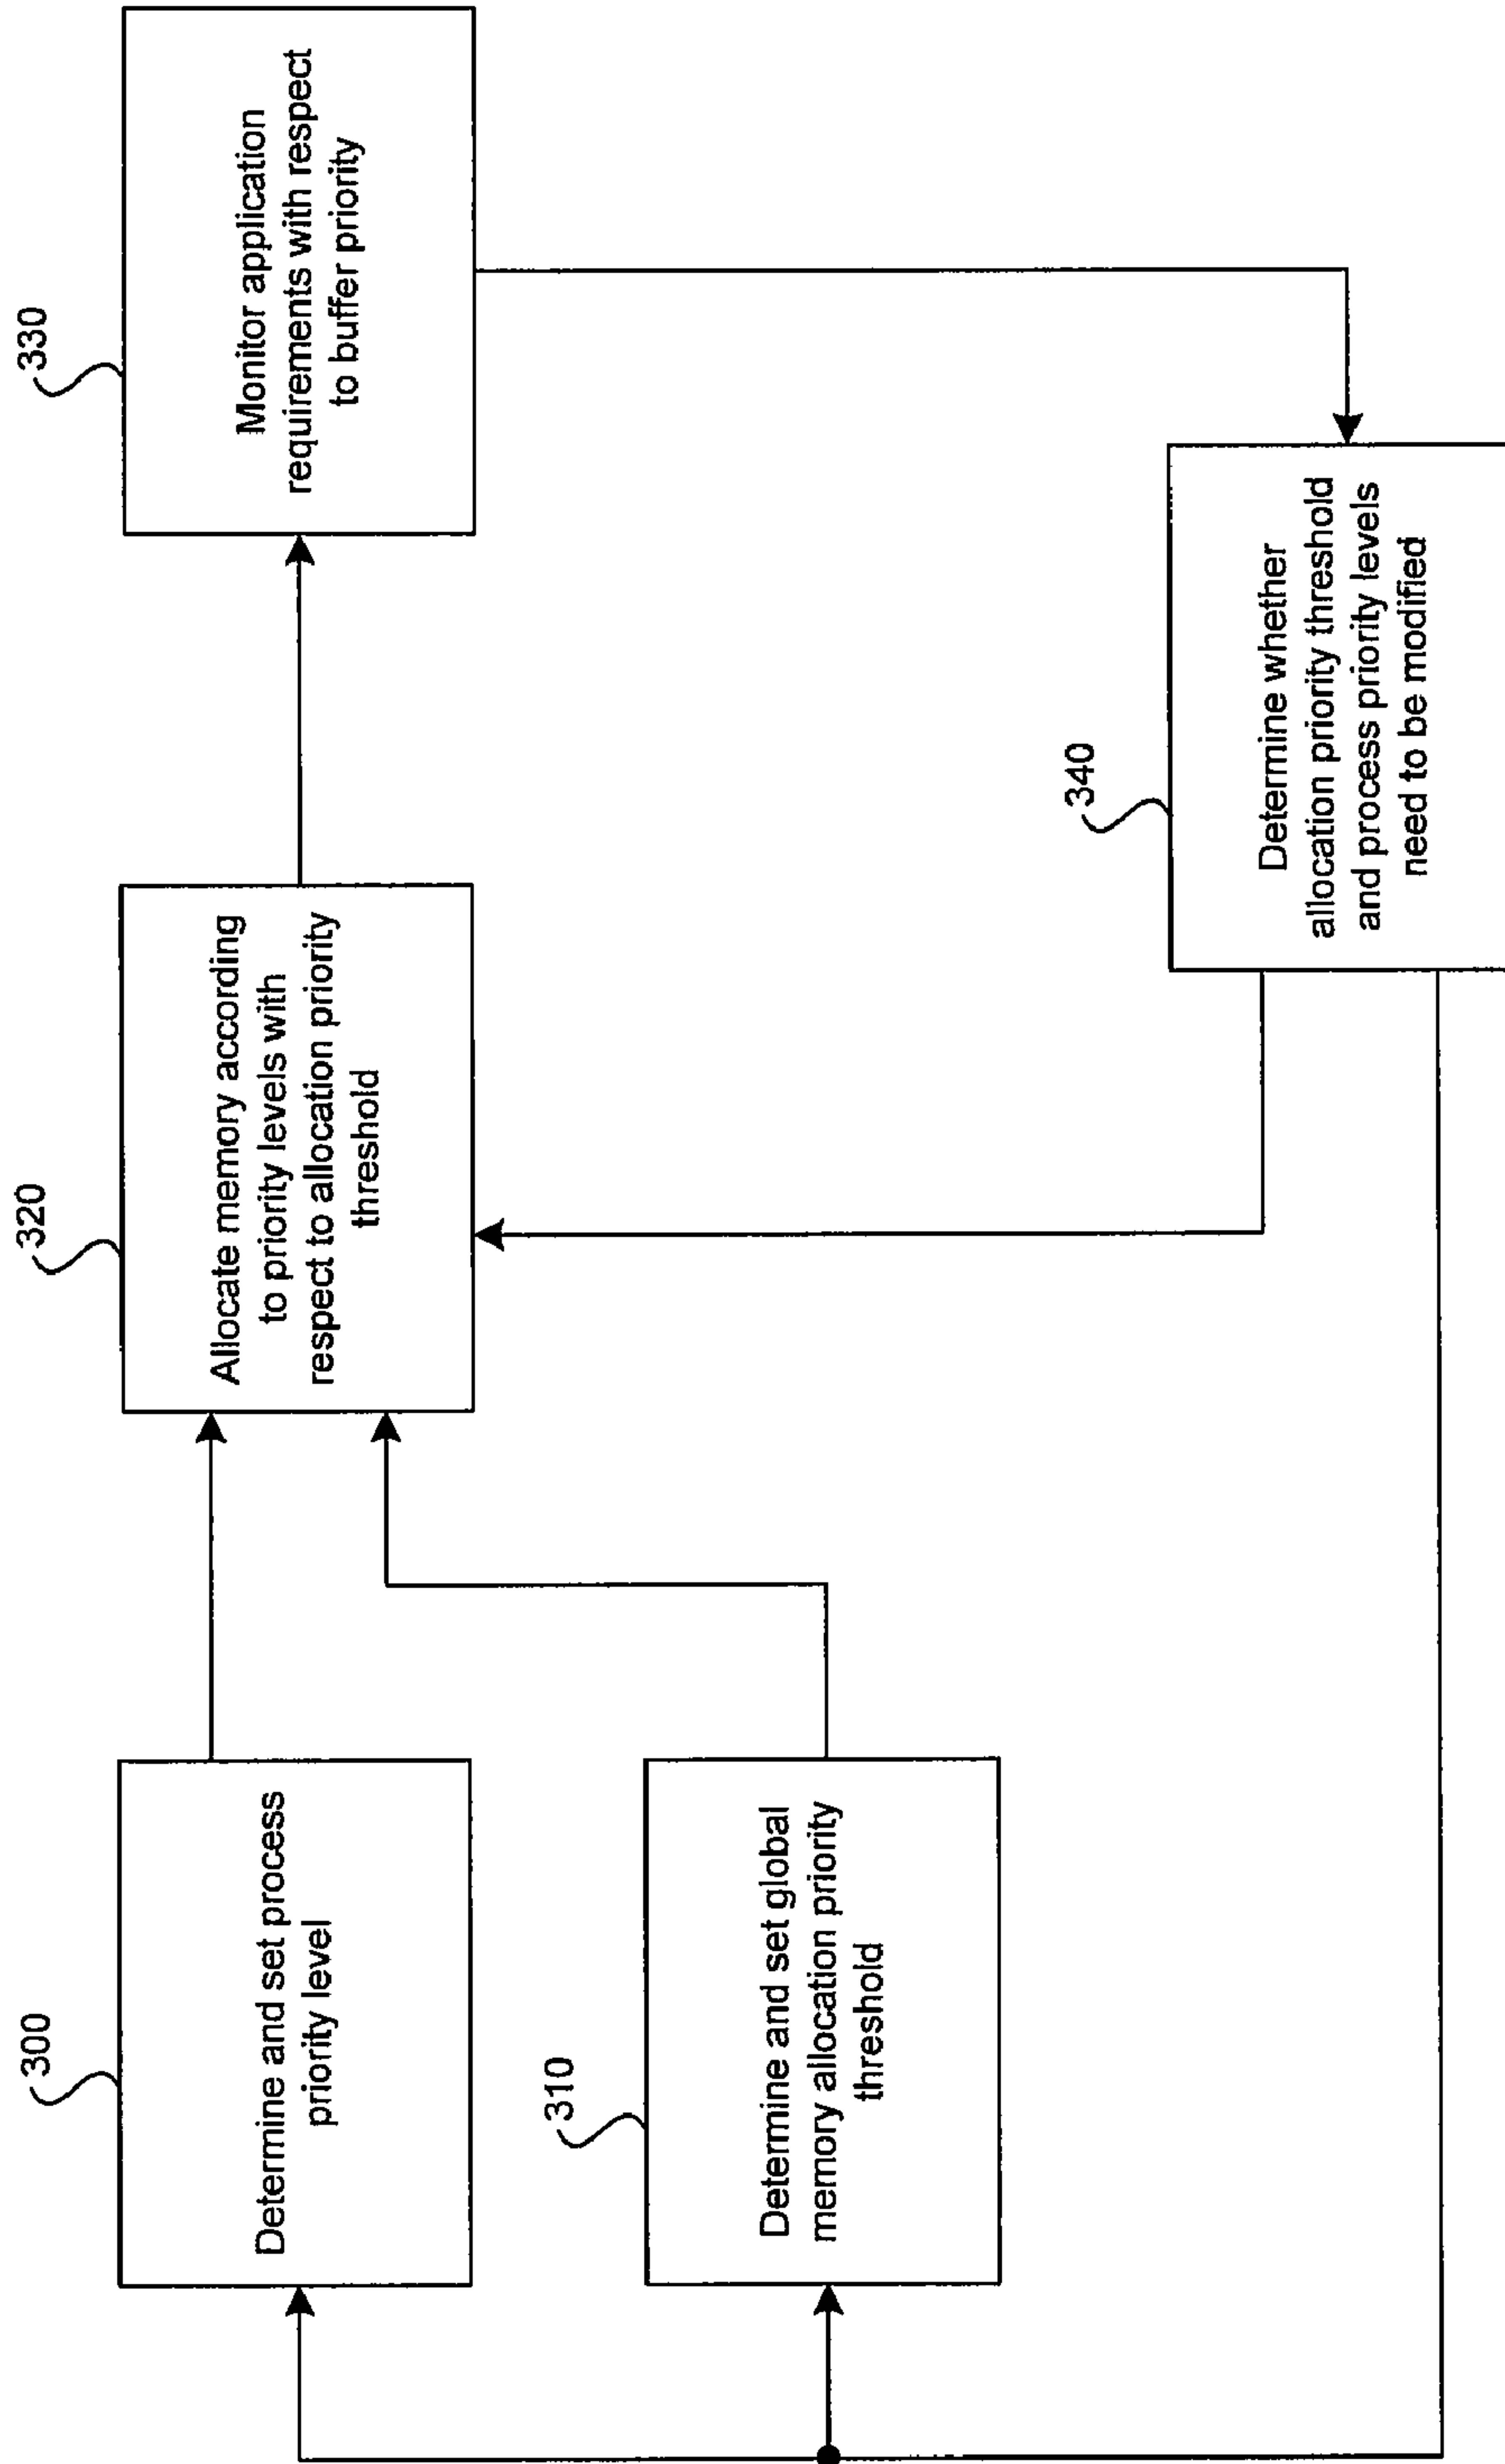 300
Determine and set process
priority level
310
Determine and set global
memory allocation priority
threshold
320
Allocate memory according
to priority levels with
respect to allocation priority
threshold
330
Monitor application
requirements with respect
to buffer priority
340
Determine whether
allocation priority threshold
and process priority levels
need to be modified